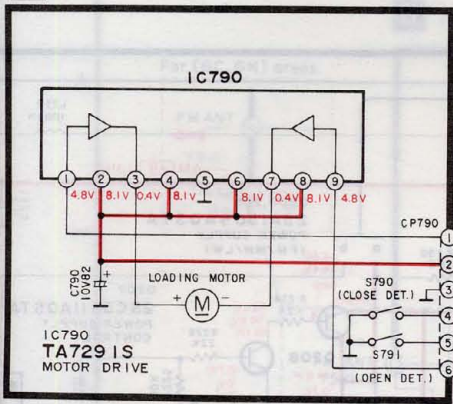 IC790
1 2 3 4 5 6 7 8 9
4.8V 8.1V 0.4V 8.1V 8.1V 0.4V 8.1V 4.8V
CP790
1
2
3
4
5
6
C790
10V82
+
LOADING MOTOR
+ M -
S790
(CLOSE DET.)
S791
(OPEN DET.)
IC790
TA7291S
MOTOR DRIVE